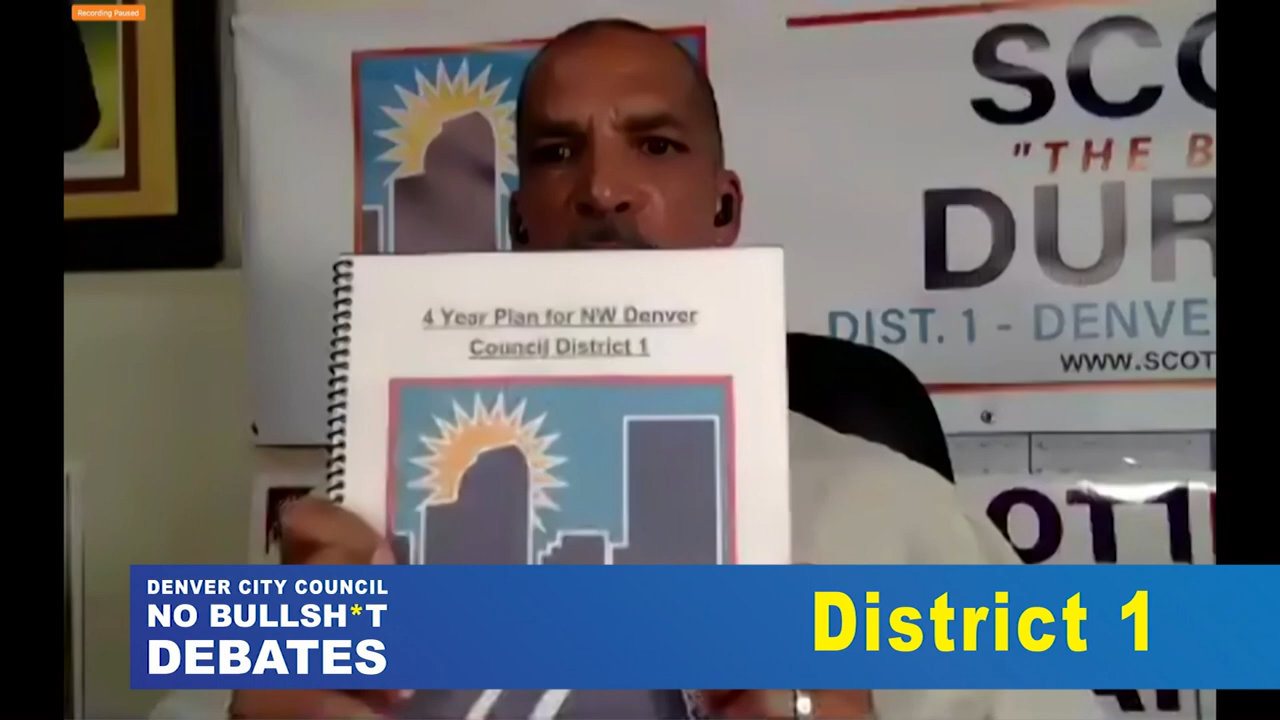 Recording Paused
SCO
"THE B
DUR
DIST. 1 - DENVE
WWW.SCOT
4 Year Plan for NW Denver
Council District 1
OTT
DENVER CITY COUNCIL
NO BULLSH*T
DEBATES
District 1